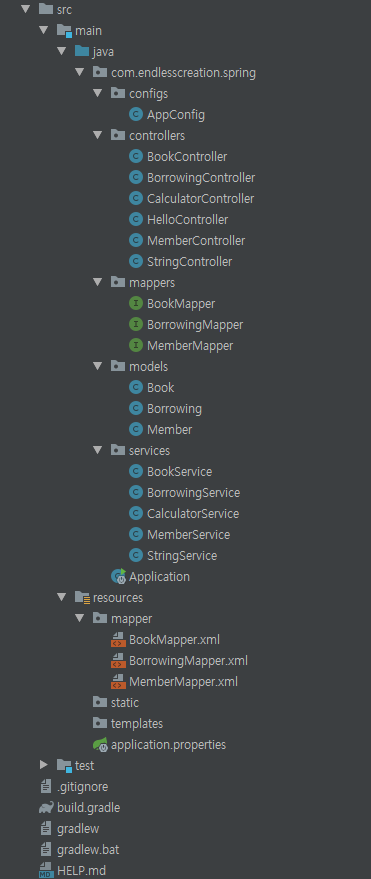 src
main
java
com.endlesscreation.spring
configs
AppConfig
controllers
BookController
BorrowingController
CalculatorController
HelloController
MemberController
StringController
mappers
BookMapper
BorrowingMapper
MemberMapper
models
Book
Borrowing
Member
services
BookService
BorrowingService
CalculatorService
MemberService
StringService
Application
resources
mapper
BookMapper.xml
BorrowingMapper.xml
MemberMapper.xml
static
templates
application.properties
test
.gitignore
build.gradle
gradlew
gradlew.bat
HELP.md